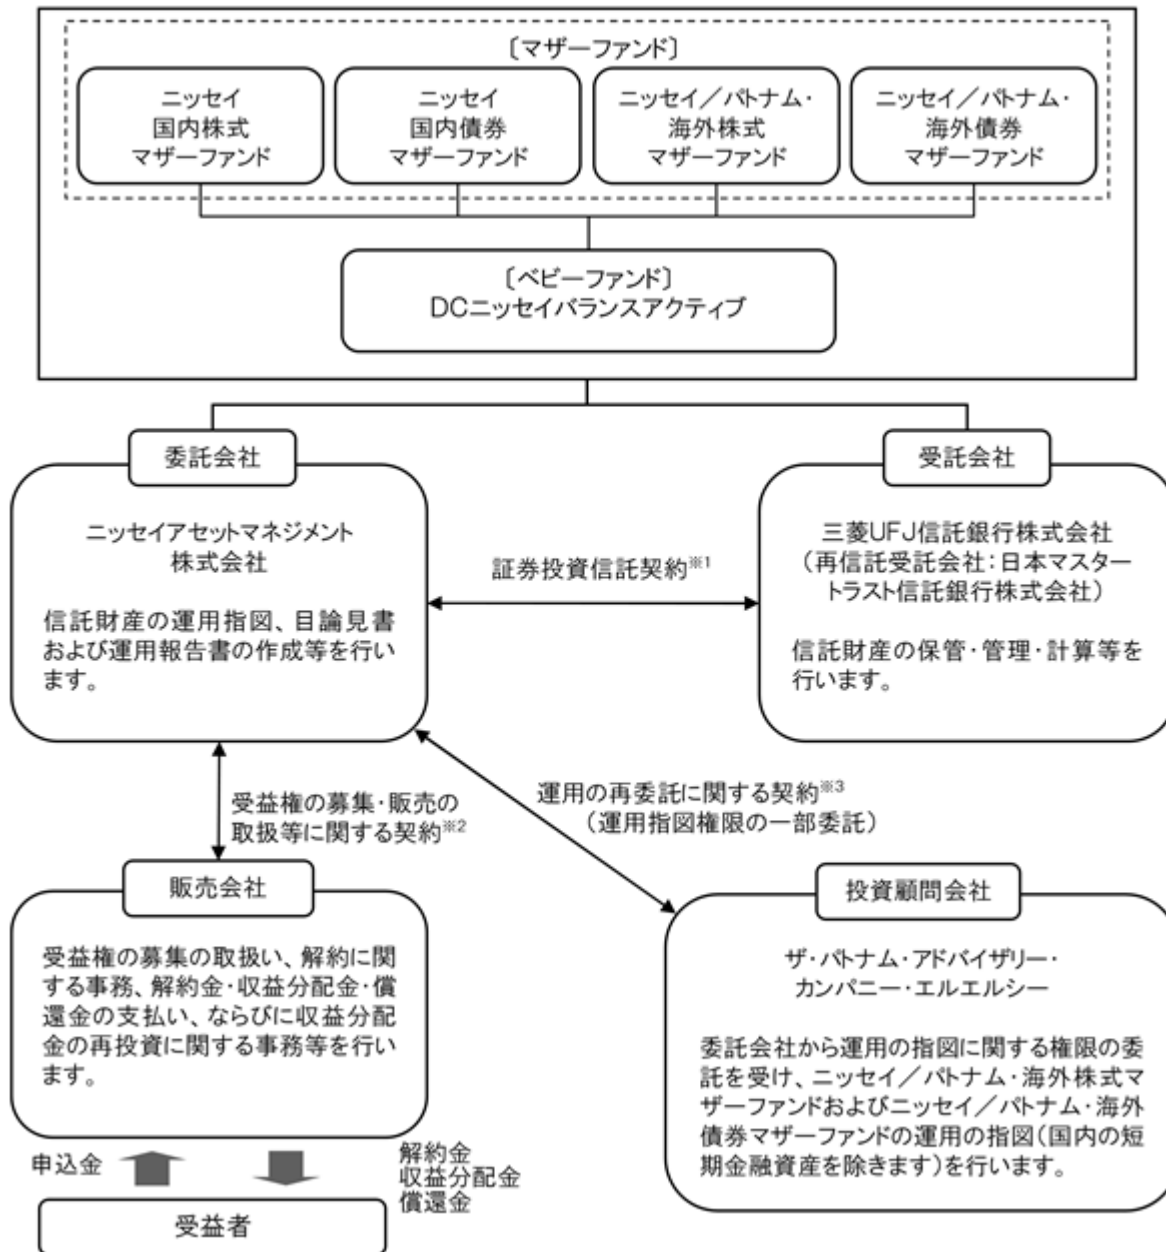 〔マザーファンド〕
ニッセイ
国内株式
マザーファンド
ニッセイ
国内債券
マザーファンド
ニッセイ／パトナム・
海外株式
マザーファンド
ニッセイ／パトナム・
海外債券
マザーファンド
〔ベビーファンド〕
DCニッセイバランスアクティブ
委託会社
ニッセイアセットマネジメント
株式会社
信託財産の運用指図、目論見書
および運用報告書の作成等を行い
ます。
証券投資信託契約※1
受託会社
三菱UFJ信託銀行株式会社
（再信託受託会社：日本マスター
トラスト信託銀行株式会社）
信託財産の保管・管理・計算等を
行います。
受益権の募集・販売の
取扱等に関する契約※2
運用の再委託に関する契約※3
（運用指図権限の一部委託）
販売会社
受益権の募集の取扱い、解約に関
する事務、解約金・収益分配金・償
還金の支払い、ならびに収益分配
金の再投資に関する事務等を行い
ます。
投資顧問会社
ザ・パトナム・アドバイザリー・
カンパニー・エルエルシー
委託会社から運用の指図に関する権限の委
託を受け、ニッセイ／パトナム・海外株式マ
ザーファンドおよびニッセイ／パトナム・海外
債券マザーファンドの運用の指図（国内の短
期金融資産を除きます）を行います。
申込金
解約金
収益分配金
償還金
受益者